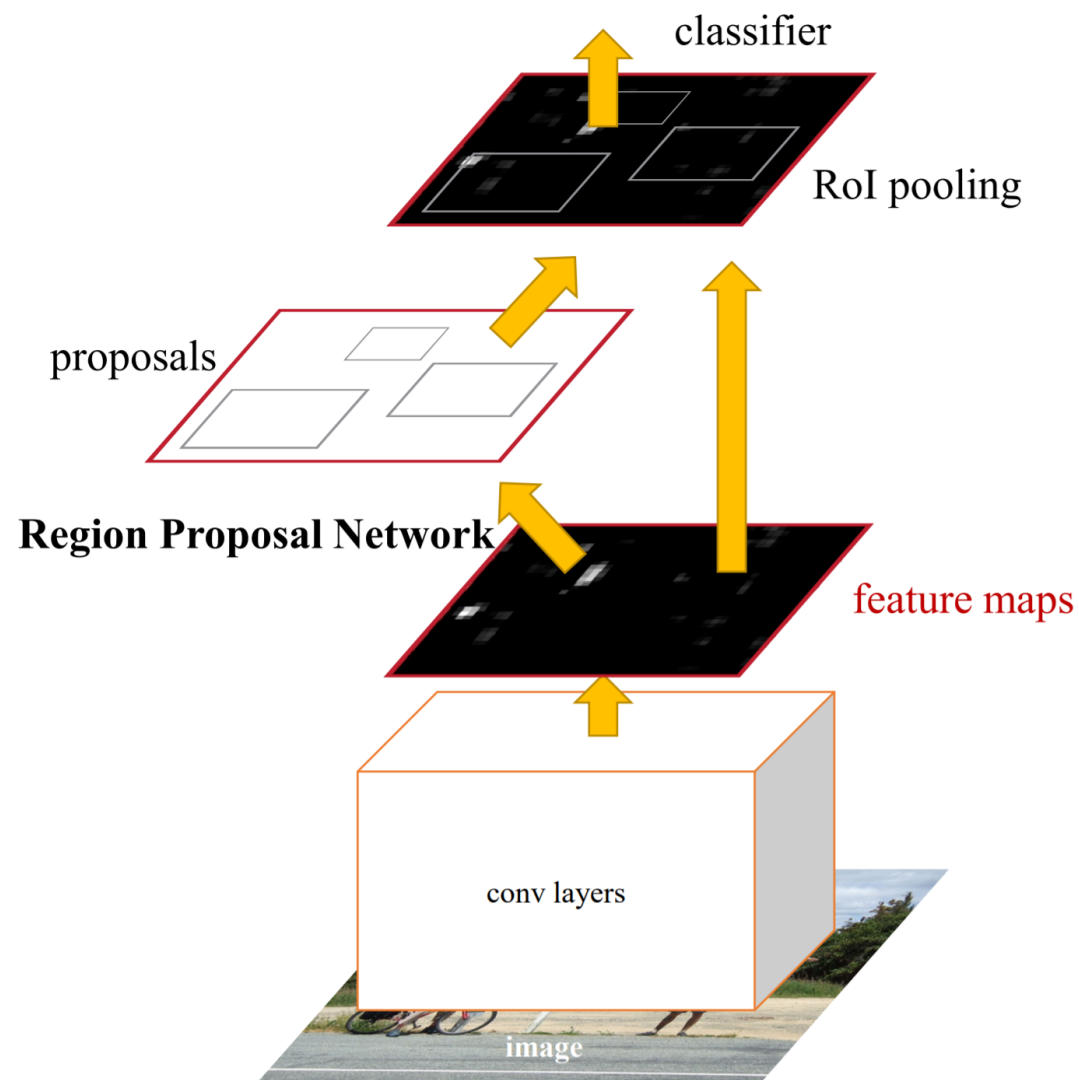 classifier
RoI pooling
proposals
Region Proposal Network
feature maps
conv layers
image